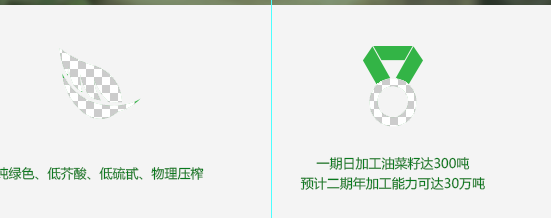 纯绿色、低芥酸、低硫甙、物理压榨
一期日加工油菜籽达300吨
预计二期年加工能力可达30万吨